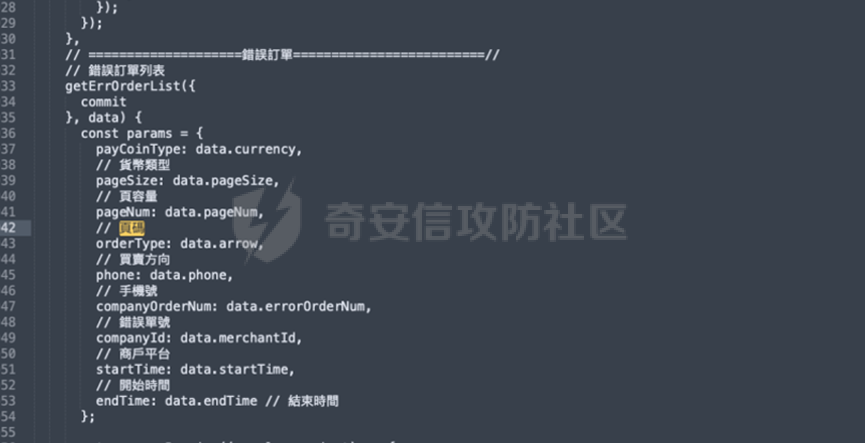 28 });
29 });
30 },
31 // ====================錯誤訂單=========================//
32 // 錯誤訂單列表
33 getErrOrderList({
34 commit
35 }, data) {
36 const params = {
37 payCoinType: data.currency,
38 // 貨幣類型
39 pageSize: data.pageSize,
40 // 頁容量
41 pageNum: data.pageNum,
42 // 頁碼
43 orderType: data.arrow,
44 // 買賣方向
45 phone: data.phone,
46 // 手機號
47 companyOrderNum: data.errorOrderNum,
48 // 錯誤單號
49 companyId: data.merchantId,
50 // 商戶平台
51 startTime: data.startTime,
52 // 開始時間
53 endTime: data.endTime // 結束時間
54 };
55
奇安信攻防社区